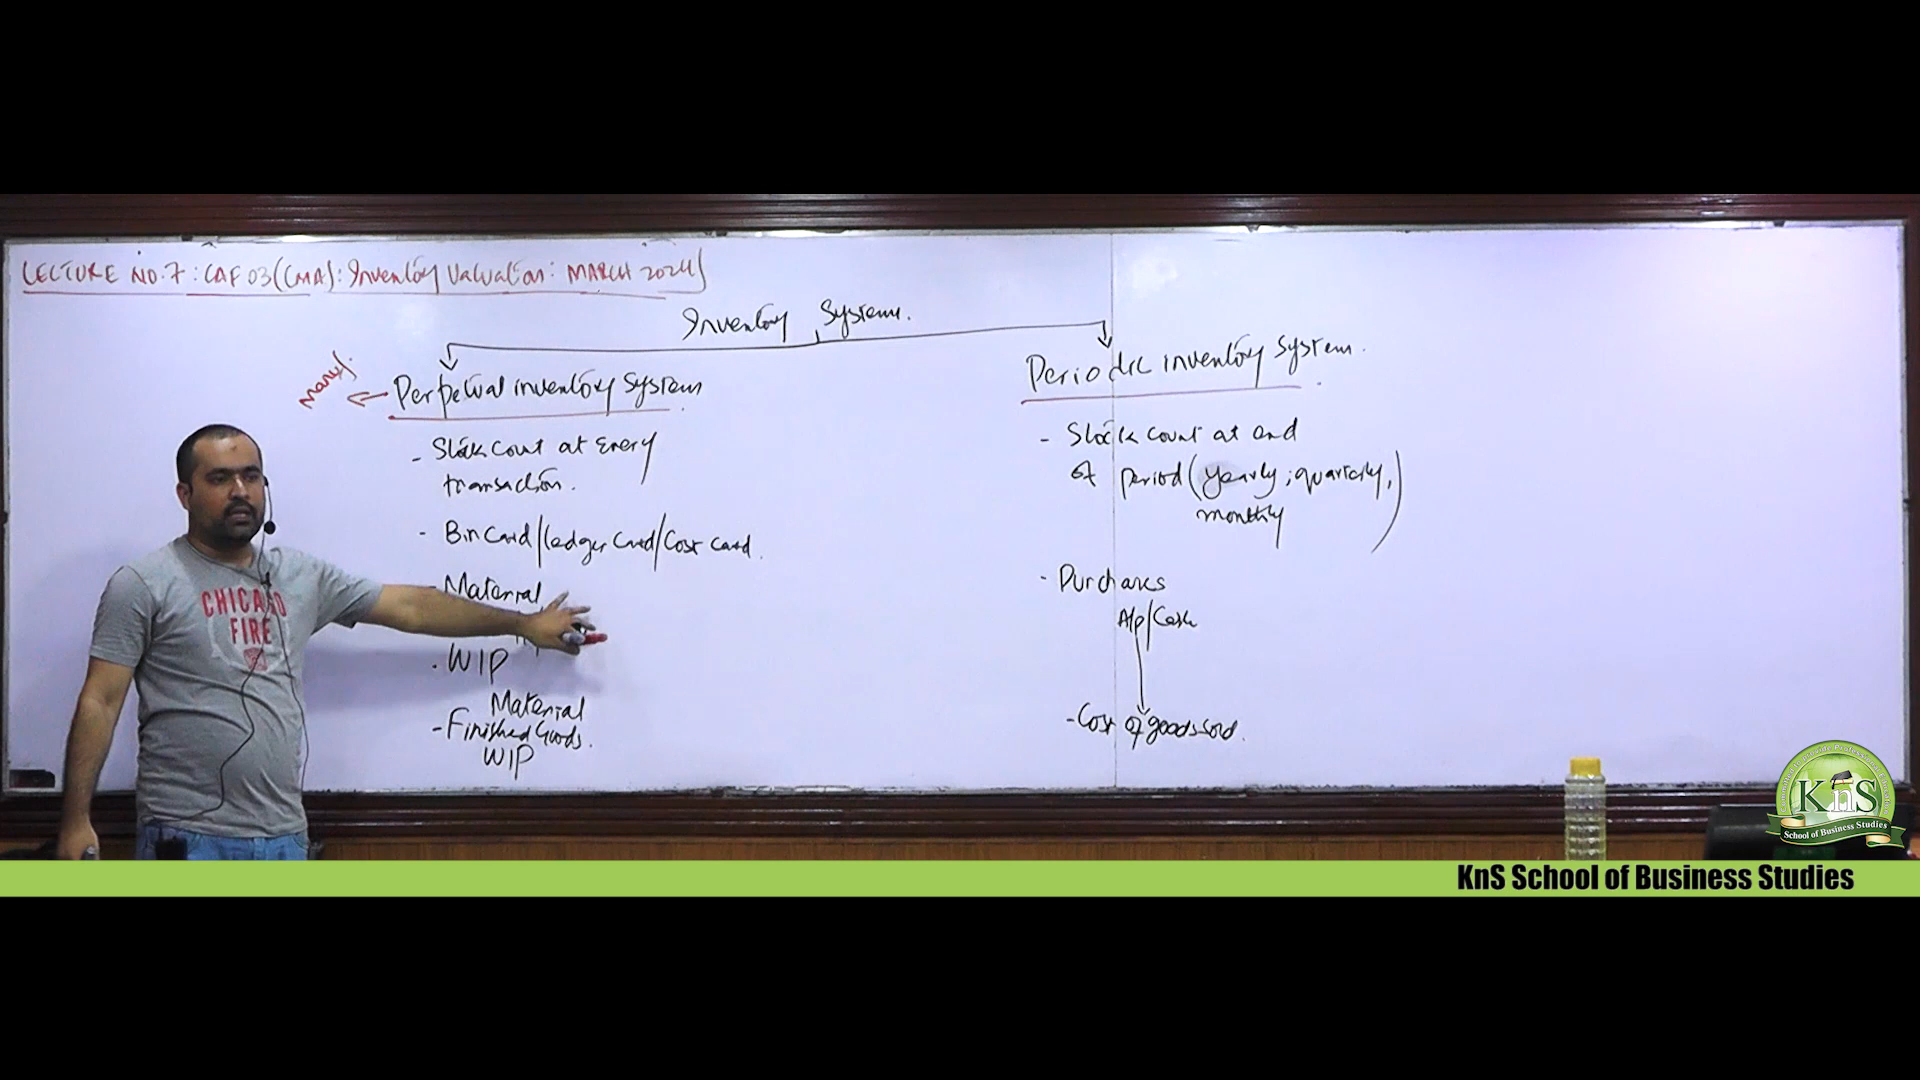 LECTURE NO.7: CAF 03 (CMA): Inventory Valuation: MARCH 2024)
Inventory Systems.
Perpetual inventory System
- Stock Count at Every
transaction.
- Bin Card/Ledger Card/Cost Card.
- Material
. WIP
Material
- Finished Goods.
WIP
Periodic inventory System.
- Stock Count at end
of period (yearly; quarterly,
monthly)
- Purchases
A/p/Cash
- Cost of goods sold.
CHICAGO
FIRE
KnS
School of Business Studies
KnS School of Business Studies